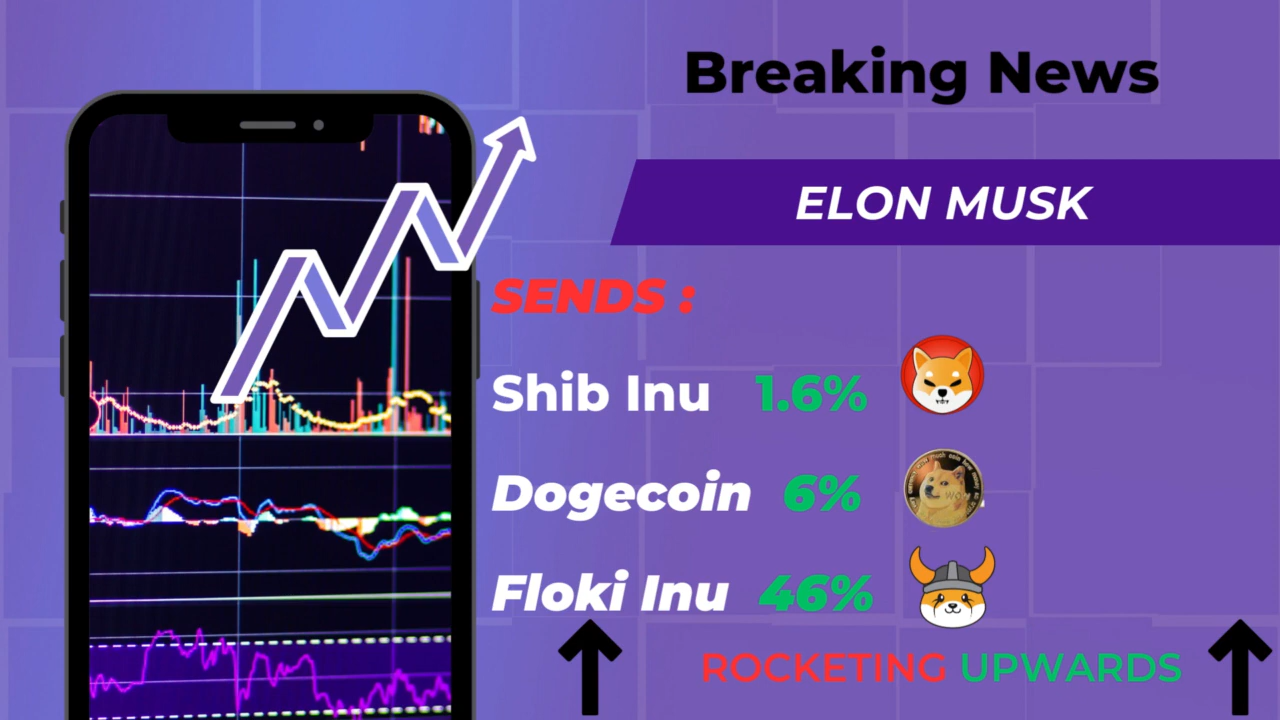 Breaking News
ELON MUSK
SENDS :
Shib Inu 1.6%
Dogecoin 6%
Floki Inu 46%
ROCKETING UPWARDS